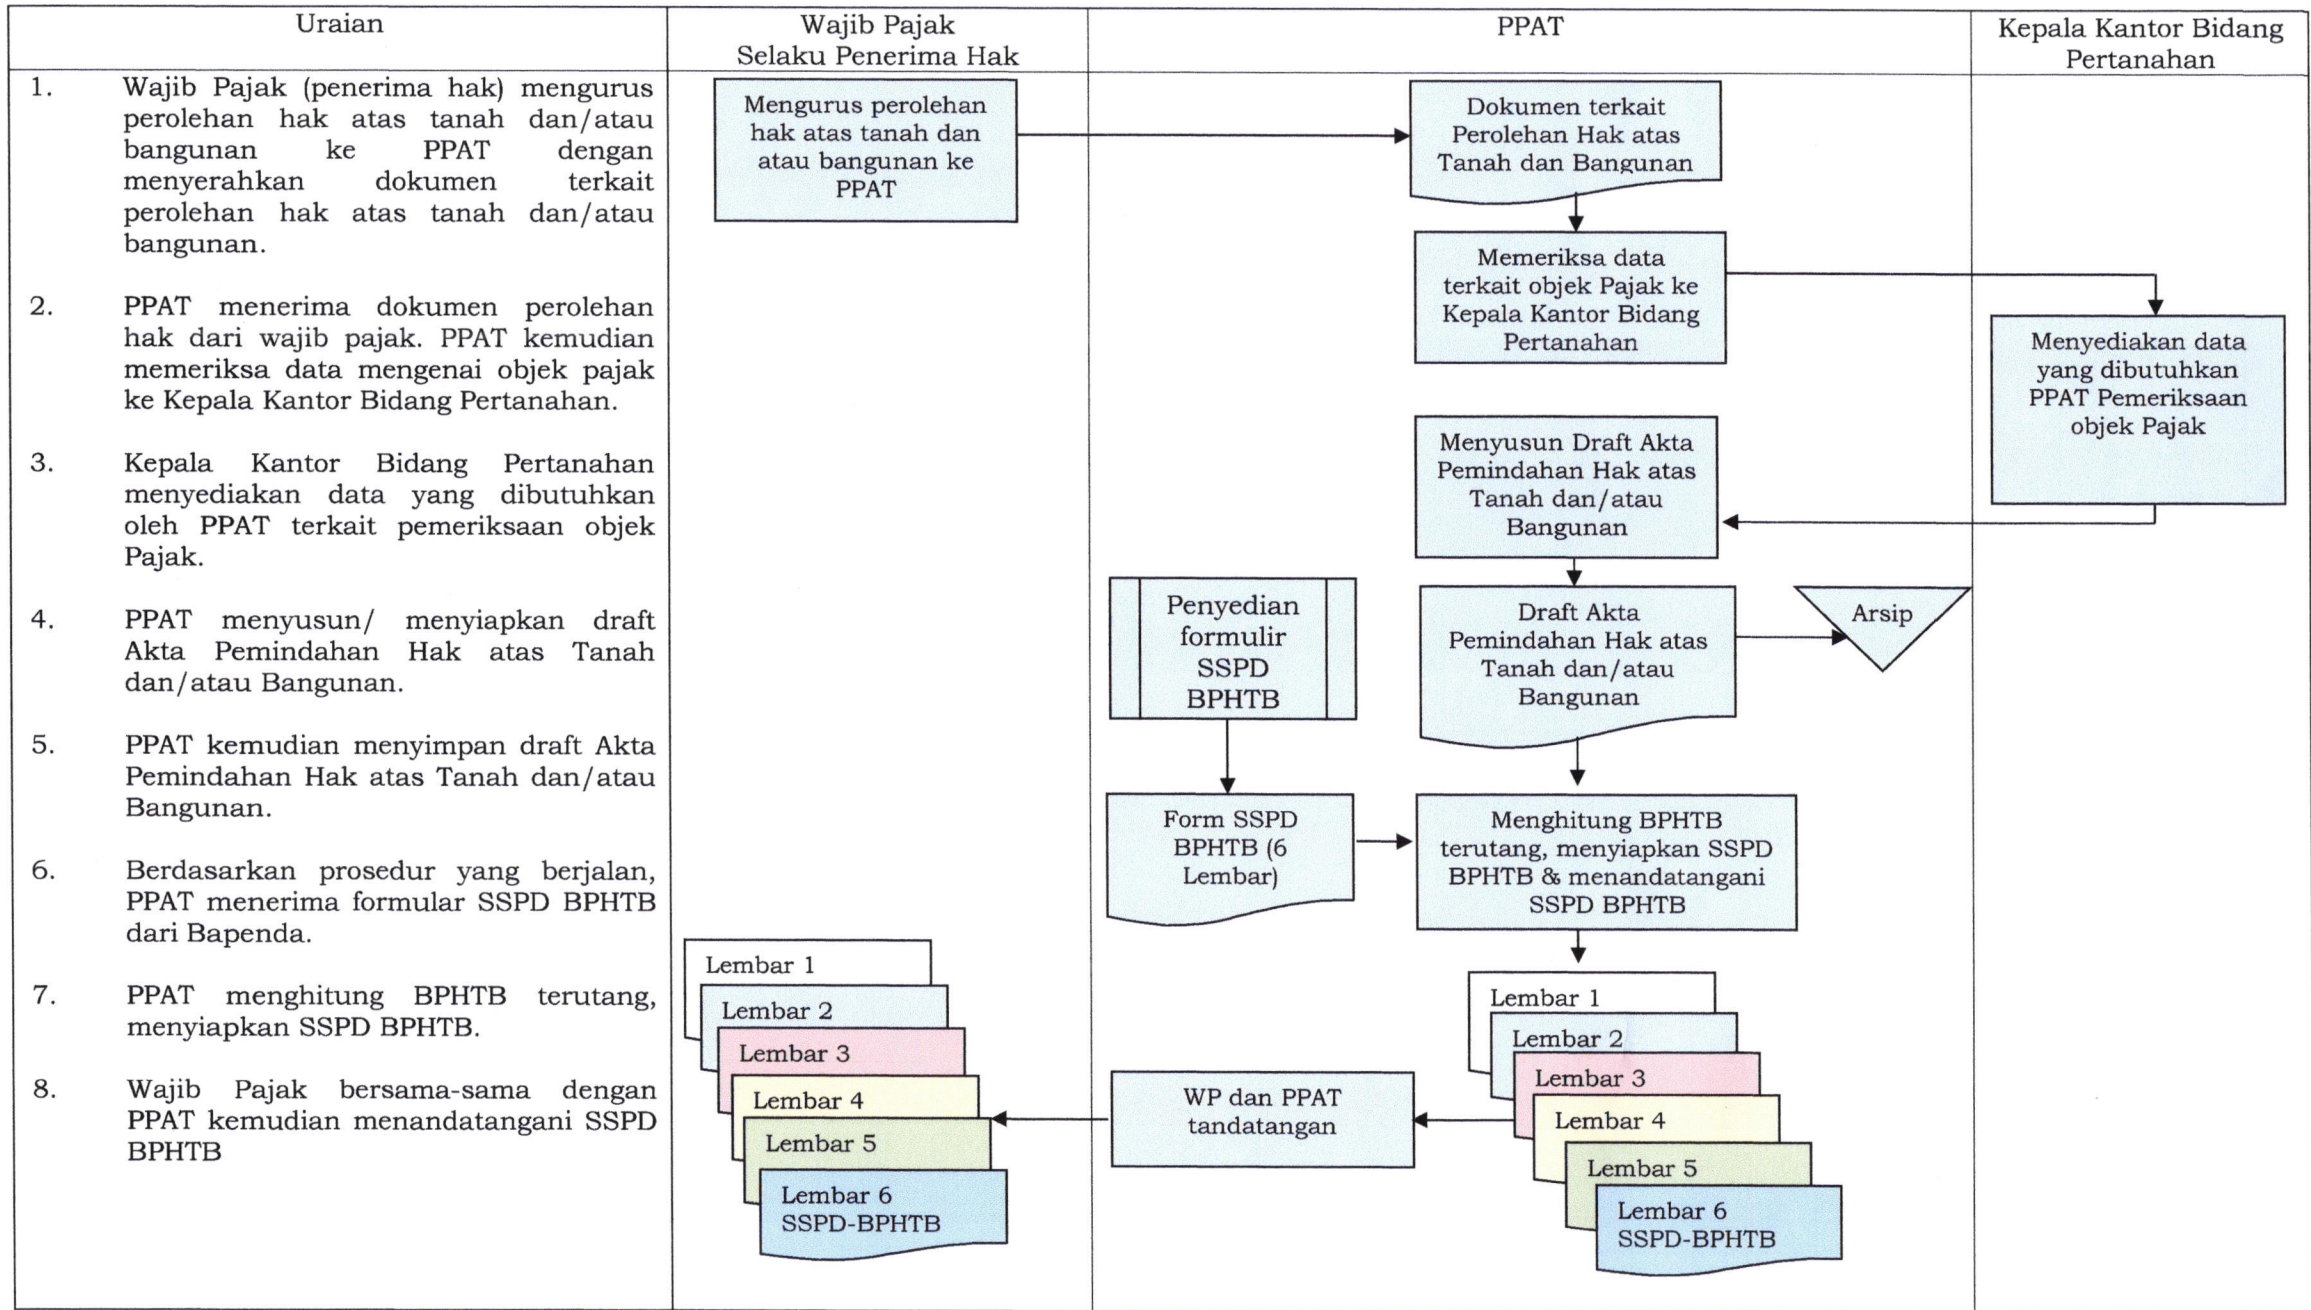 Uraian
Wajib Pajak
Selaku Penerima Hak
PPAT
Kepala Kantor Bidang
Pertanahan
1. Wajib Pajak (penerima hak) mengurus
perolehan hak atas tanah dan/atau
bangunan ke PPAT dengan
menyerahkan dokumen terkait
perolehan hak atas tanah dan/atau
bangunan.
2. PPAT menerima dokumen perolehan
hak dari wajib pajak. PPAT kemudian
memeriksa data mengenai objek pajak
ke Kepala Kantor Bidang Pertanahan.
3. Kepala Kantor Bidang Pertanahan
menyediakan data yang dibutuhkan
oleh PPAT terkait pemeriksaan objek
Pajak.
4. PPAT menyusun/ menyiapkan draft
Akta Pemindahan Hak atas Tanah
dan/atau Bangunan.
5. PPAT kemudian menyimpan draft Akta
Pemindahan Hak atas Tanah dan/atau
Bangunan.
6. Berdasarkan prosedur yang berjalan,
PPAT menerima formular SSPD BPHTB
dari Bapenda.
7. PPAT menghitung BPHTB terutang,
menyiapkan SSPD BPHTB.
8. Wajib Pajak bersama-sama dengan
PPAT kemudian menandatangani SSPD
BPHTB
Mengurus perolehan
hak atas tanah dan
atau bangunan ke
PPAT
Dokumen terkait
Perolehan Hak atas
Tanah dan Bangunan
Memeriksa data
terkait objek Pajak ke
Kepala Kantor Bidang
Pertanahan
Menyediakan data
yang dibutuhkan
PPAT Pemeriksaan
objek Pajak
Menyusun Draft Akta
Pemindahan Hak atas
Tanah dan/atau
Bangunan
Penyedian
formulir
SSPD
BPHTB
Draft Akta
Pemindahan Hak atas
Tanah dan/atau
Bangunan
Arsip
Form SSPD
BPHTB (6
Lembar)
Menghitung BPHTB
terutang, menyiapkan SSPD
BPHTB & menandatangani
SSPD BPHTB
Lembar 1
Lembar 2
Lembar 3
Lembar 4
Lembar 5
Lembar 6
SSPD-BPHTB
WP dan PPAT
tandatangan
Lembar 1
Lembar 2
Lembar 3
Lembar 4
Lembar 5
Lembar 6
SSPD-BPHTB